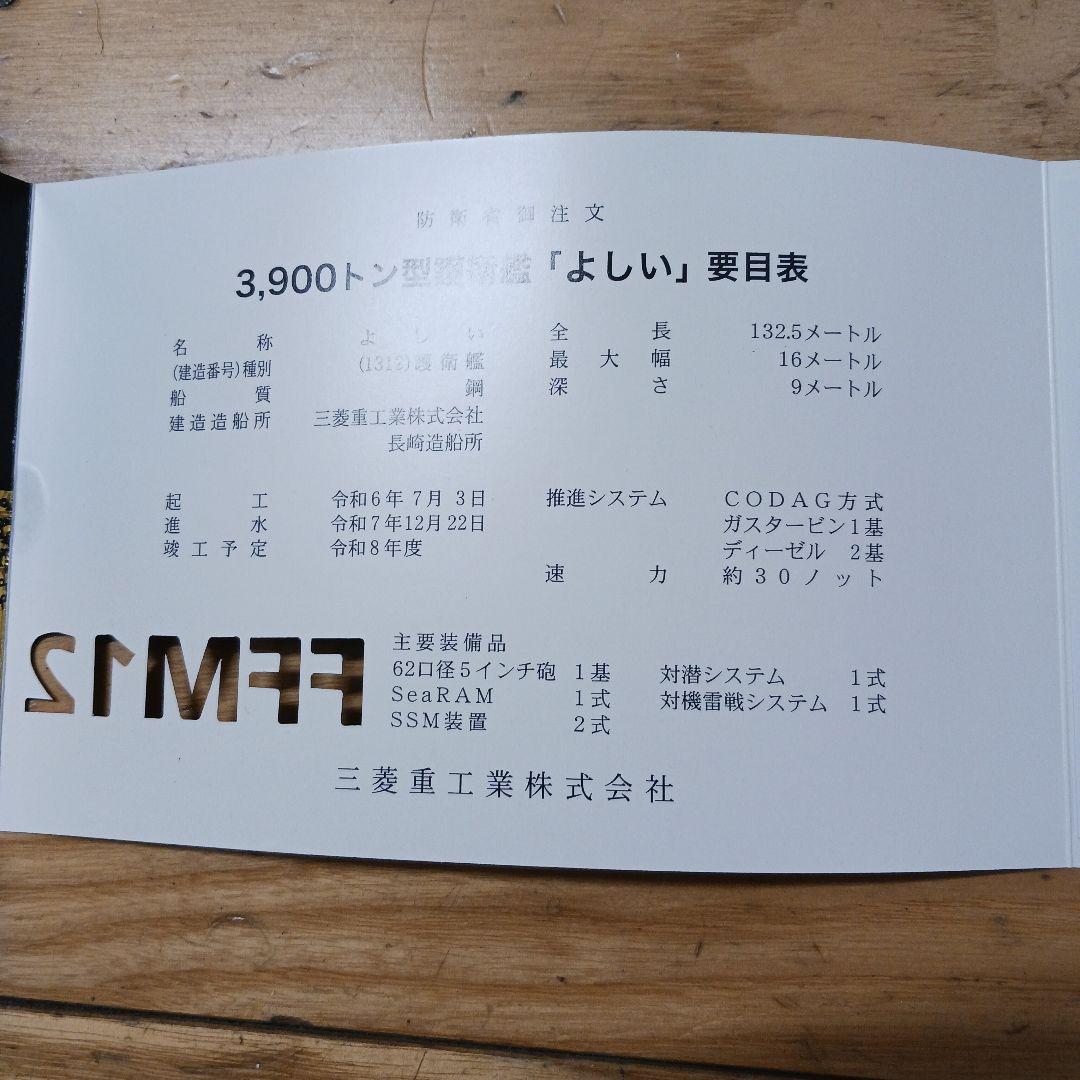 防衛省御注文
3,900トン型護衛艦「よしい」要目表
名称 よしい
(建造番号)種別 (1312)護衛艦
船質 鋼
建造造船所 三菱重工業株式会社
長崎造船所
全長 132.5メートル
最大幅 16メートル
深さ 9メートル
起工 令和6年7月3日
進水 令和7年12月22日
竣工予定 令和8年度
推進システム CODAG方式
ガスタービン1基
ディーゼル 2基
速力 約30ノット
FFM12
主要装備品
62口径5インチ砲 1基
SeaRAM 1式
SSM装置 2式
対潜システム 1式
対機雷戦システム 1式
三菱重工業株式会社